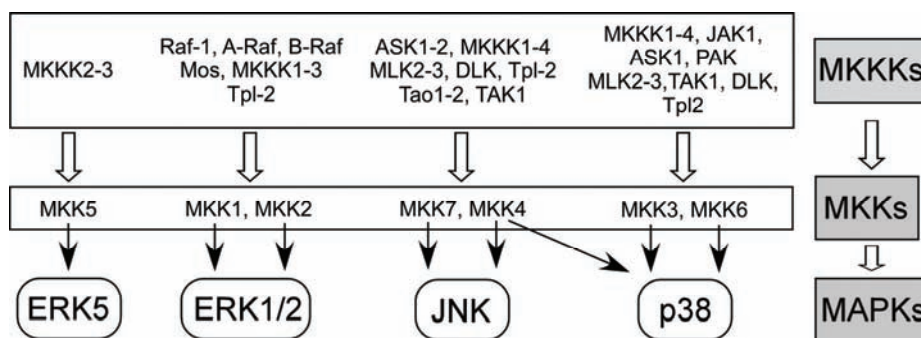 MKKK2-3
Raf-1, A-Raf, B-Raf
Mos, MKKK1-3
Tpl-2
ASK1-2, MKKK1-4
MLK2-3, DLK, Tpl-2
Tao1-2, TAK1
MKKK1-4, JAK1,
ASK1, PAK
MLK2-3,TAK1, DLK,
Tpl2
MKKKs
MKK5
MKK1, MKK2
MKK7, MKK4
MKK3, MKK6
MKKs
ERK5
ERK1/2
JNK
p38
MAPKs